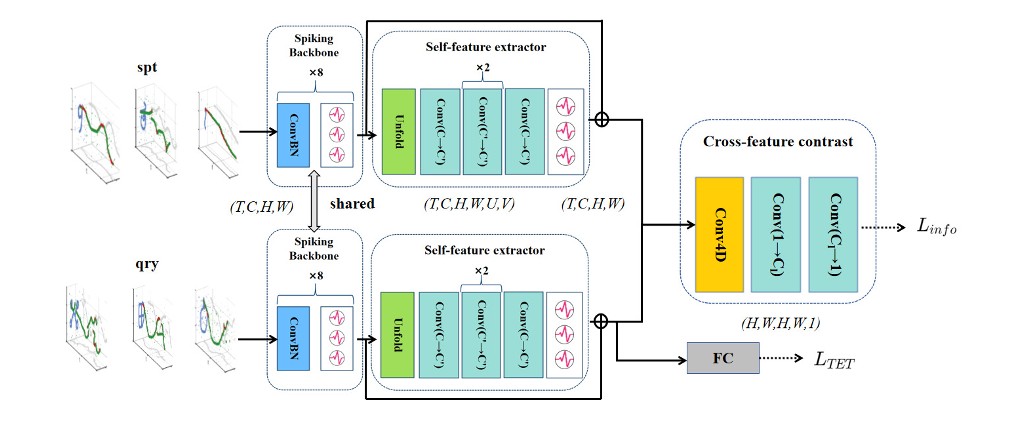 spt
Spiking
Backbone
×8
ConvBN
Self-feature extractor
×2
Unfold
Conv(C→C')
Conv(C'→C')
Conv(C→C')
(T,C,H,W)
shared
(T,C,H,W,U,V)
(T,C,H,W)
qry
Spiking
Backbone
×8
ConvBN
Self-feature extractor
×2
Unfold
Conv(C→C')
Conv(C'→C')
Conv(C→C')
Cross-feature contrast
Conv4D
Conv(1→C₁)
Conv(C₁→1)
L_info
(H,W,H,W,1)
FC
L_TET